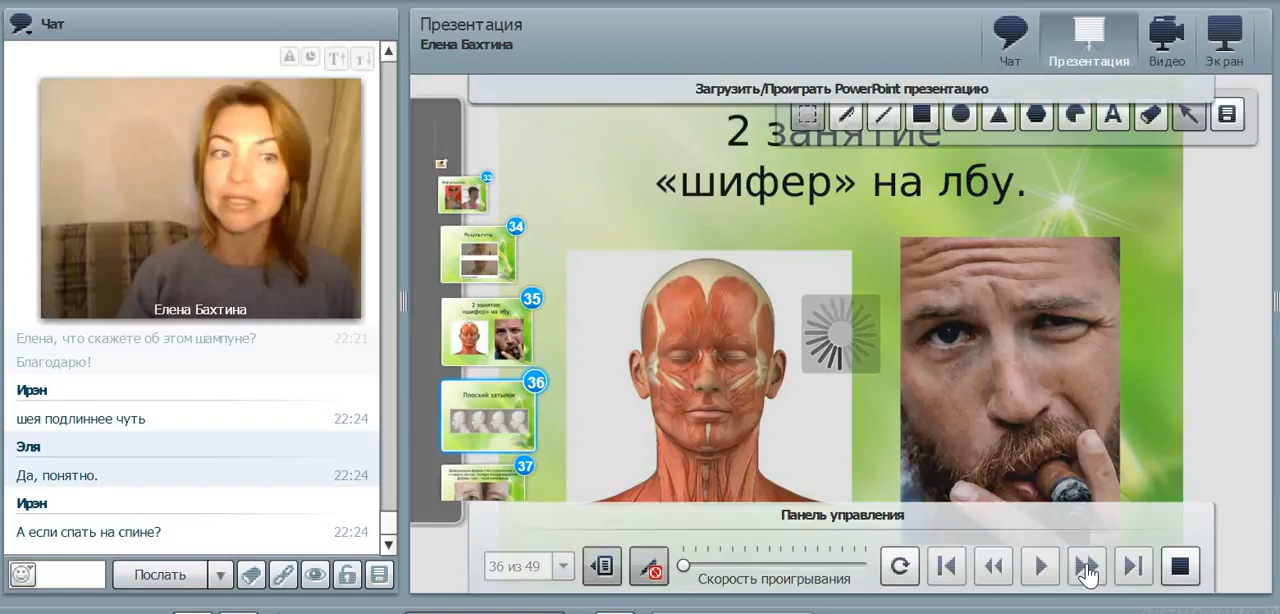 Чат
Елена Бахтина
Елена, что скажете об этом шампуне? 22:21
Благодарю!
Ирэн
шея подлиннее чуть 22:24
Эля
Да, понятно. 22:24
Ирэн
А если спать на спине? 22:24
Послать
Презентация
Елена Бахтина
Чат
Презентация
Видео
Экран
Загрузить/Проиграть PowerPoint презентацию
2 занятие
«шифер» на лбу.
33
34
Результаты
35
2 занятие
«шифер» на лбу.
36
Плоский затылок
37
Панель управления
36 из 49
Скорость проигрывания